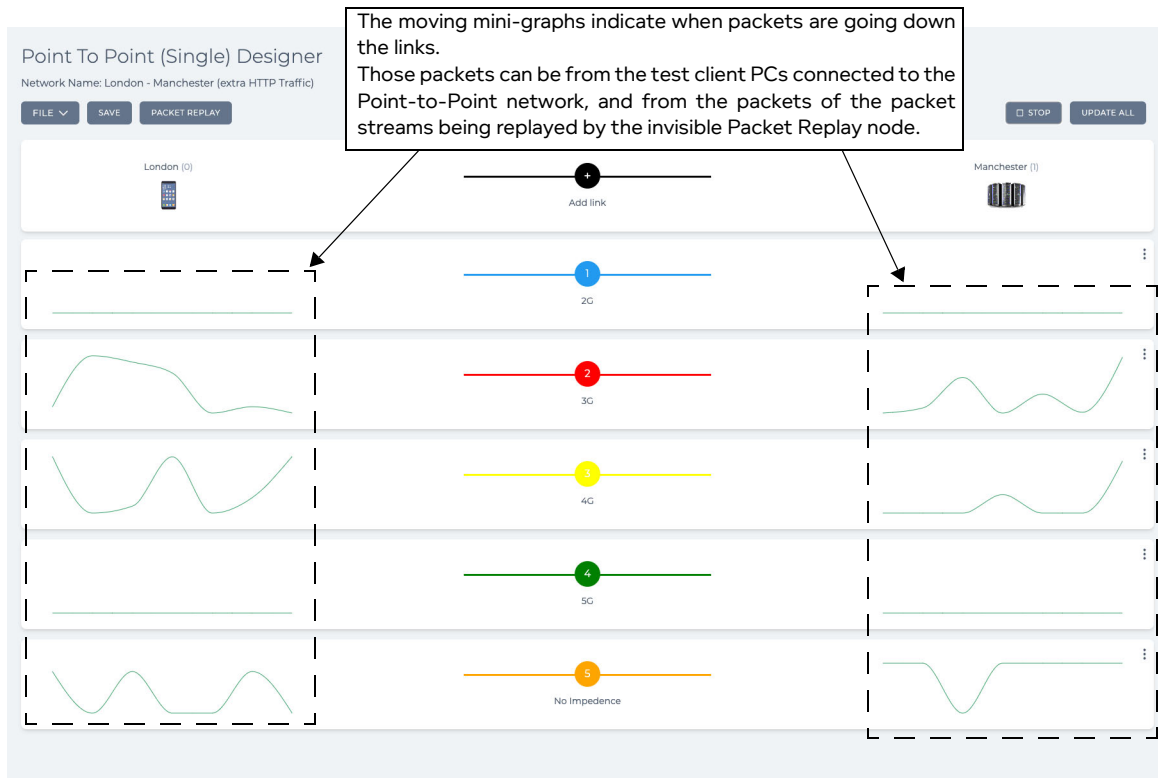 The moving mini-graphs indicate when packets are going down
the links.
Those packets can be from the test client PCs connected to the
Point-to-Point network, and from the packets of the packet
streams being replayed by the invisible Packet Replay node.
Point To Point (Single) Designer
Network Name: London - Manchester (extra HTTP Traffic)
FILE SAVE PACKET REPLAY STOP UPDATE ALL
London (0) Manchester (1)
+
Add link
1
2G
2
3G
3
4G
4
5G
5
No Impedence